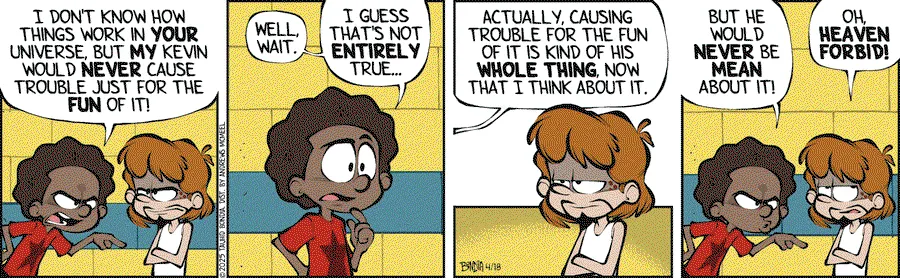 I DON'T KNOW HOW
THINGS WORK IN YOUR
UNIVERSE, BUT MY KEVIN
WOULD NEVER CAUSE
TROUBLE JUST FOR THE
FUN OF IT!
WELL,
WAIT.
I GUESS
THAT'S NOT
ENTIRELY
TRUE...
ACTUALLY, CAUSING
TROUBLE FOR THE FUN
OF IT IS KIND OF HIS
WHOLE THING, NOW
THAT I THINK ABOUT IT.
BUT HE
WOULD
NEVER BE
MEAN
ABOUT IT!
OH,
HEAVEN
FORBID!
4/18